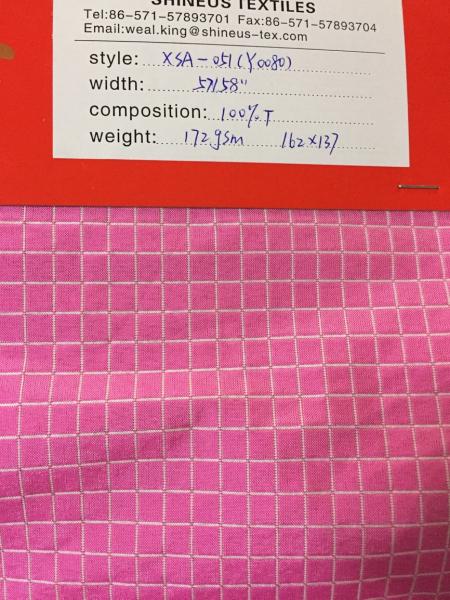 SHINEUS TEXTILES
Tel:86-571-57893701 Fax:86-571-57893704
Email:weal.king@shineus-tex.com
style: XSA-051(Y0080)
width: 57/58"
composition: 100%T
weight: 172gsm 162x137